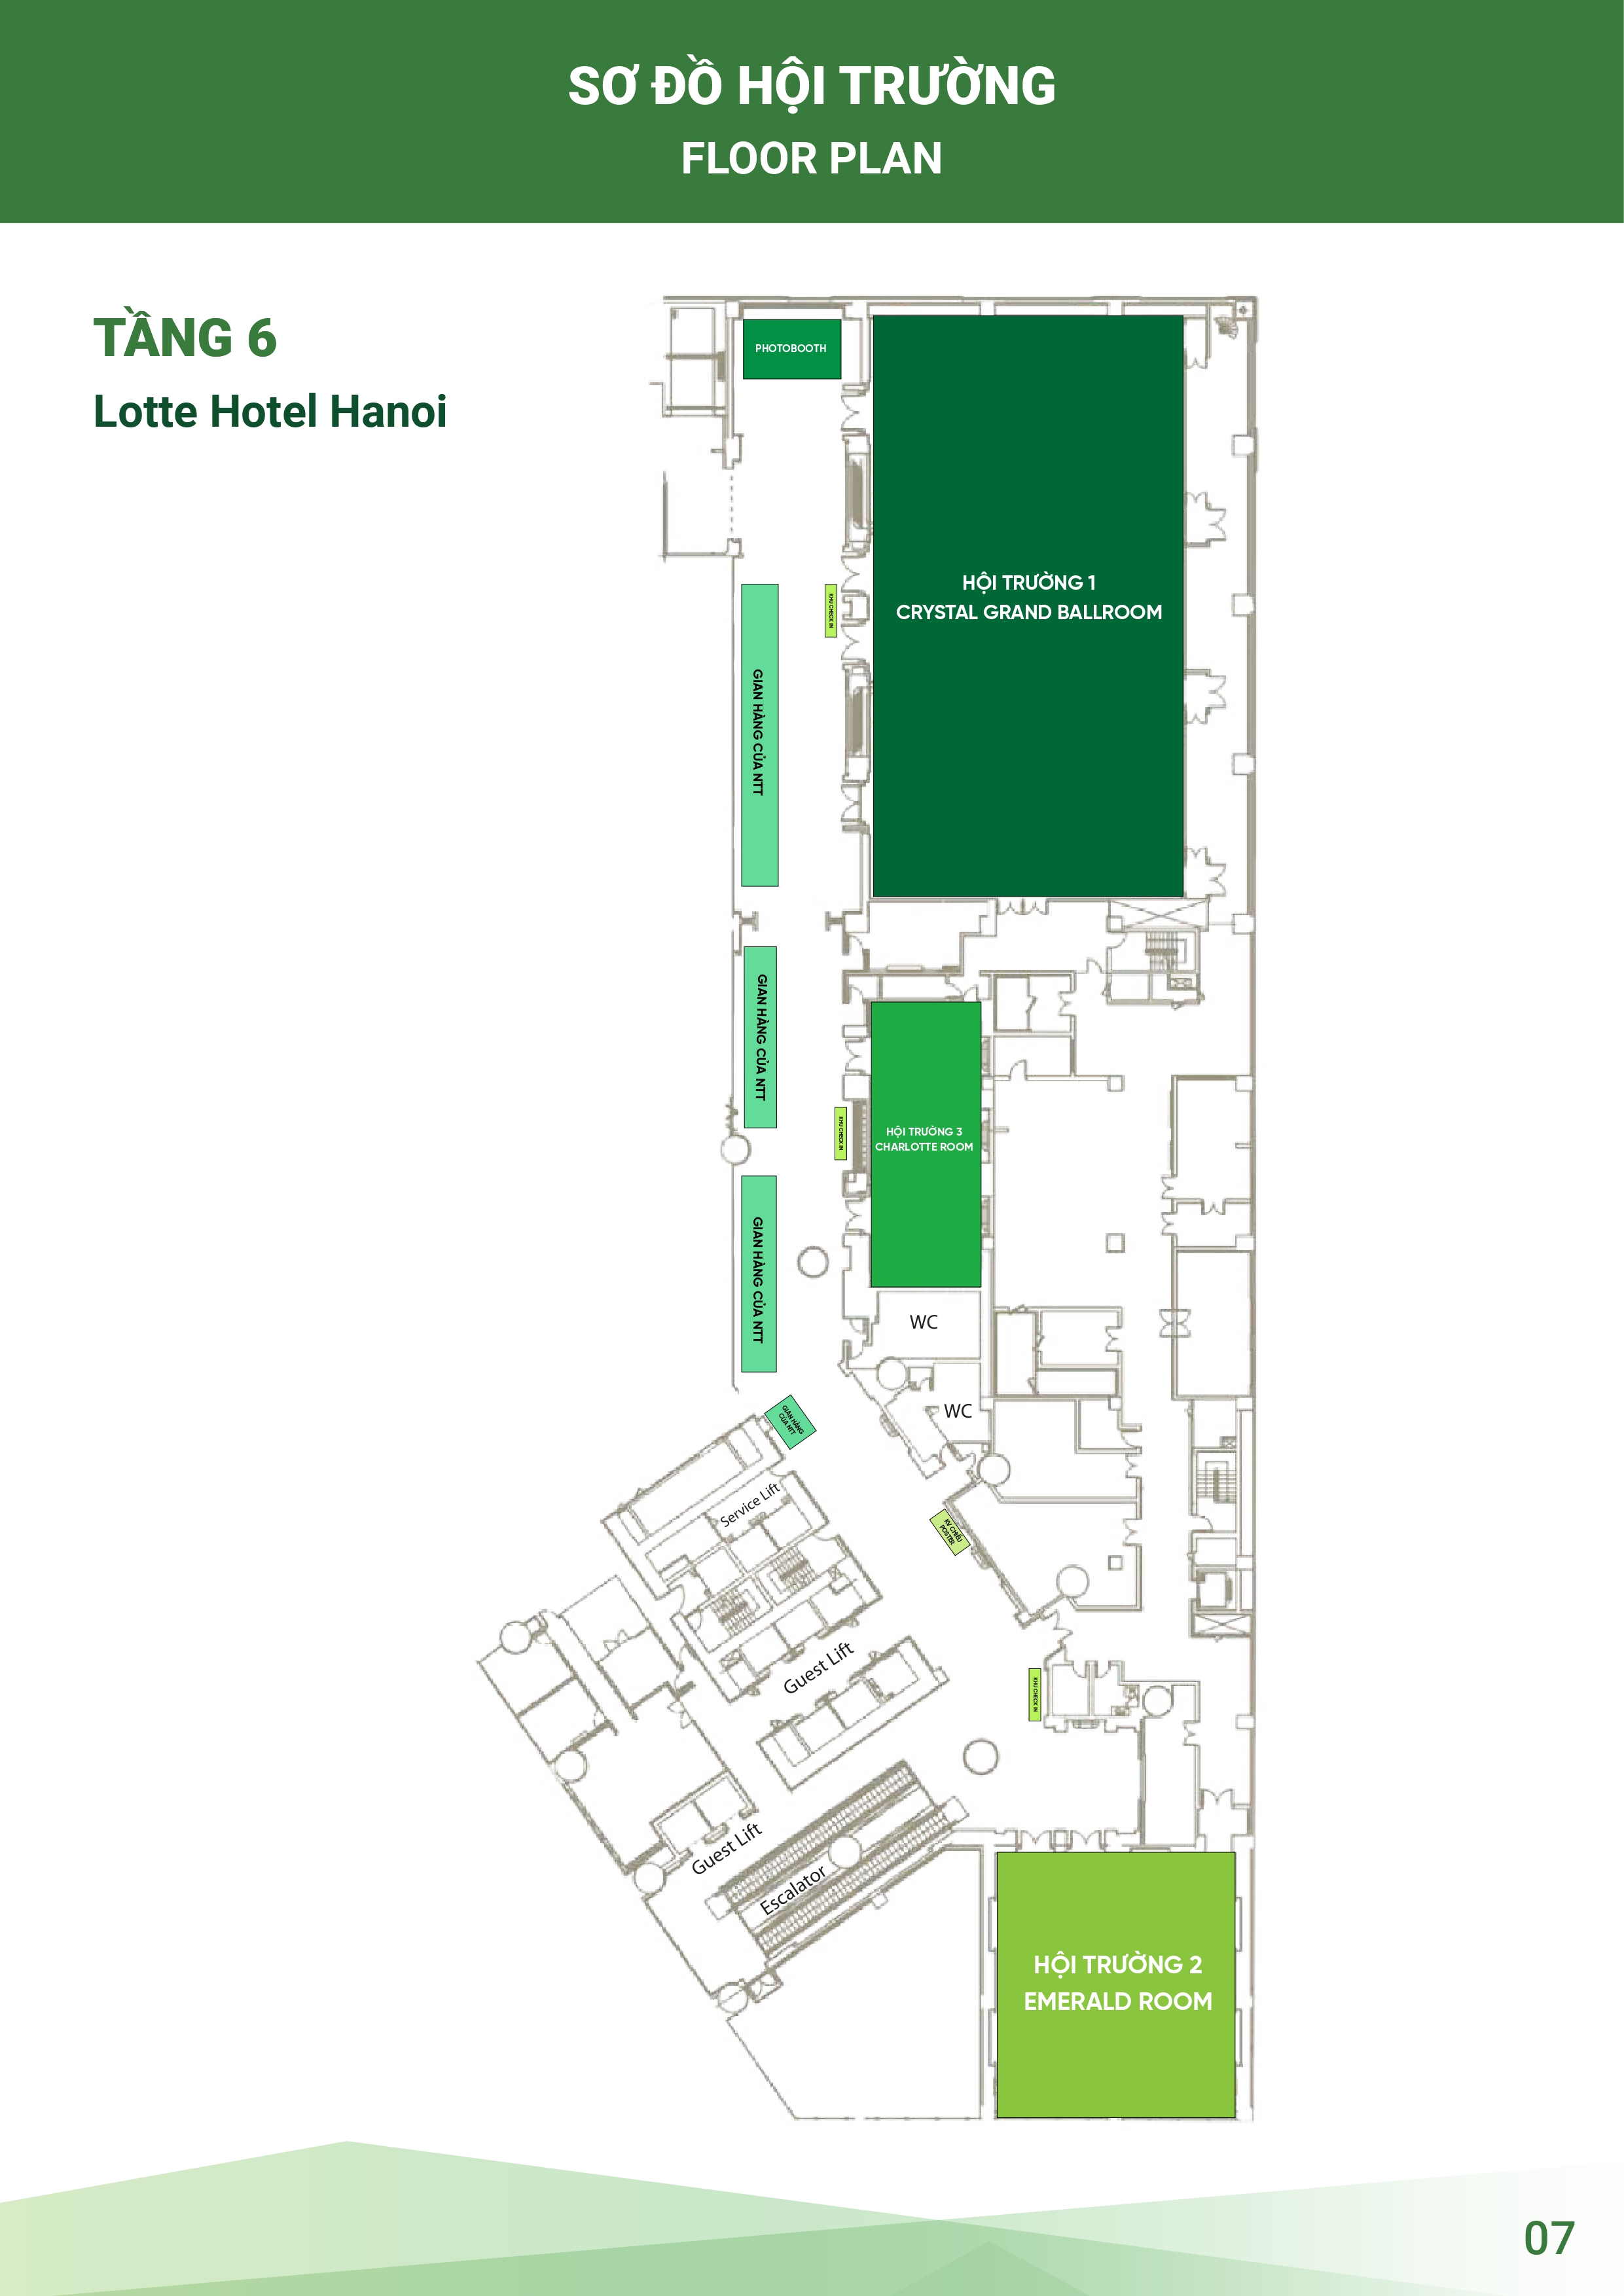 SƠ ĐỒ HỘI TRƯỜNG
FLOOR PLAN
TẦNG 6
Lotte Hotel Hanoi
PHOTOBOOTH
HỘI TRƯỜNG 1
CRYSTAL GRAND BALLROOM
KHU CHECK IN
GIAN HÀNG CỦA NTT
GIAN HÀNG CỦA NTT
KHU CHECK IN
HỘI TRƯỜNG 3
CHARLOTTE ROOM
GIAN HÀNG CỦA NTT
WC
WC
GIAN HÀNG
CỦA NTT
Service Lift
KV CHIẾU
POSTER
Guest Lift
KHU CHECK IN
Guest Lift
Escalator
HỘI TRƯỜNG 2
EMERALD ROOM
07